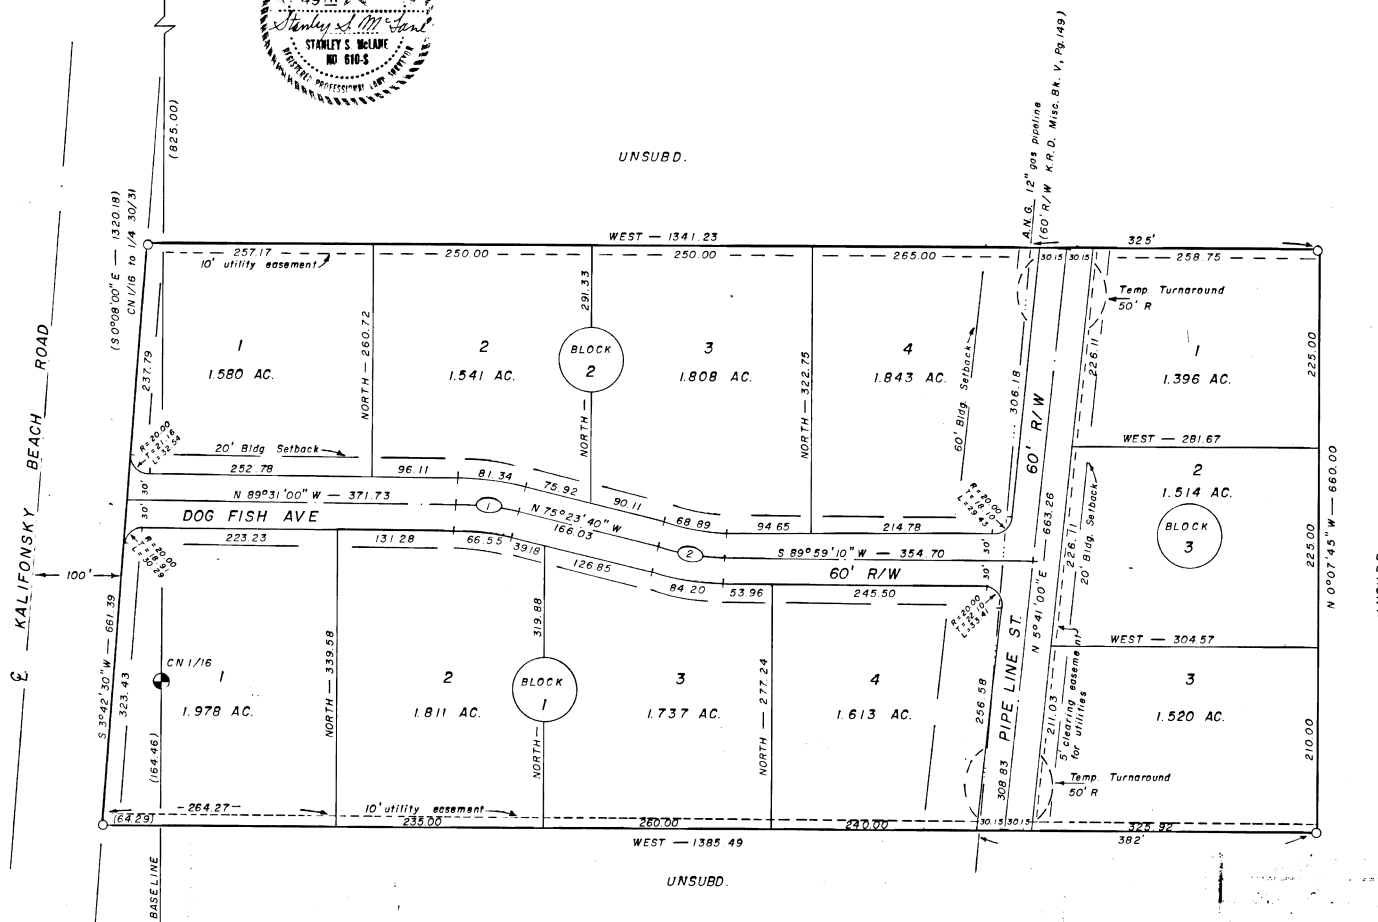 Stanley S. McLane
STANLEY S. McLANE
NO 610-S
REGISTERED PROFESSIONAL LAND SURVEYOR
(825.00)
A.N.G. 12" gas pipeline
(60' R/W K.R.D. Misc. Bk. V, Pg. 149)
UNSUBD.
(S 0°08'00" E — 1320.18)
CN 1/16 to 1/4 30/31
WEST — 1341.23
325'
257.17
250.00
250.00
265.00
30.15
30.15
258.75
10' utility easement
Temp. Turnaround
50' R
237.79
NORTH — 260.72
291.33
NORTH —
NORTH — 322.75
60' Bldg. Setback
306.18
60' R/W
226.11
225.00
1
1.580 AC.
2
1.541 AC.
BLOCK
2
3
1.808 AC.
4
1.843 AC.
1
1.396 AC.
KALIFONSKY BEACH ROAD
R = 20.00
T = 21.16
L = 32.54
20' Bldg Setback
252.78
96.11
81.34
75.92
90.11
68.89
94.65
214.78
R = 20.00
T = 18.10
L = 29.43
WEST — 281.67
2
1.514 AC.
BLOCK
3
N 0°07'45" W — 660.00
225.00
30'
30'
N 89°31'00" W — 371.73
1
N 75°23'40" W
166.03
2
S 89°59'10" W — 354.70
30'
30'
DOG FISH AVE
60' R/W
N 5°41'00" E — 663.26
226.11
20' Bldg. Setback
100'
R = 20.00
T = 18.91
L = 30.29
223.23
131.28
66.55
39.18
126.85
84.20
53.96
245.50
R = 20.00
T = 22.10
L = 33.41
S 3°42'30" W — 661.39
323.43
CN 1/16
WEST — 304.57
NORTH — 339.58
319.88
NORTH —
NORTH — 277.24
256.58
308.83
PIPE LINE ST.
211.03
5' clearing easement
for utilities
210.00
1
1.978 AC.
2
1.811 AC.
BLOCK
1
3
1.737 AC.
4
1.613 AC.
3
1.520 AC.
(164.46)
Temp. Turnaround
50' R
264.27
10' utility easement
(64.29)
235.00
260.00
240.00
30.15
30.15
325.92
WEST — 1385.49
382'
BASELINE
UNSUBD.